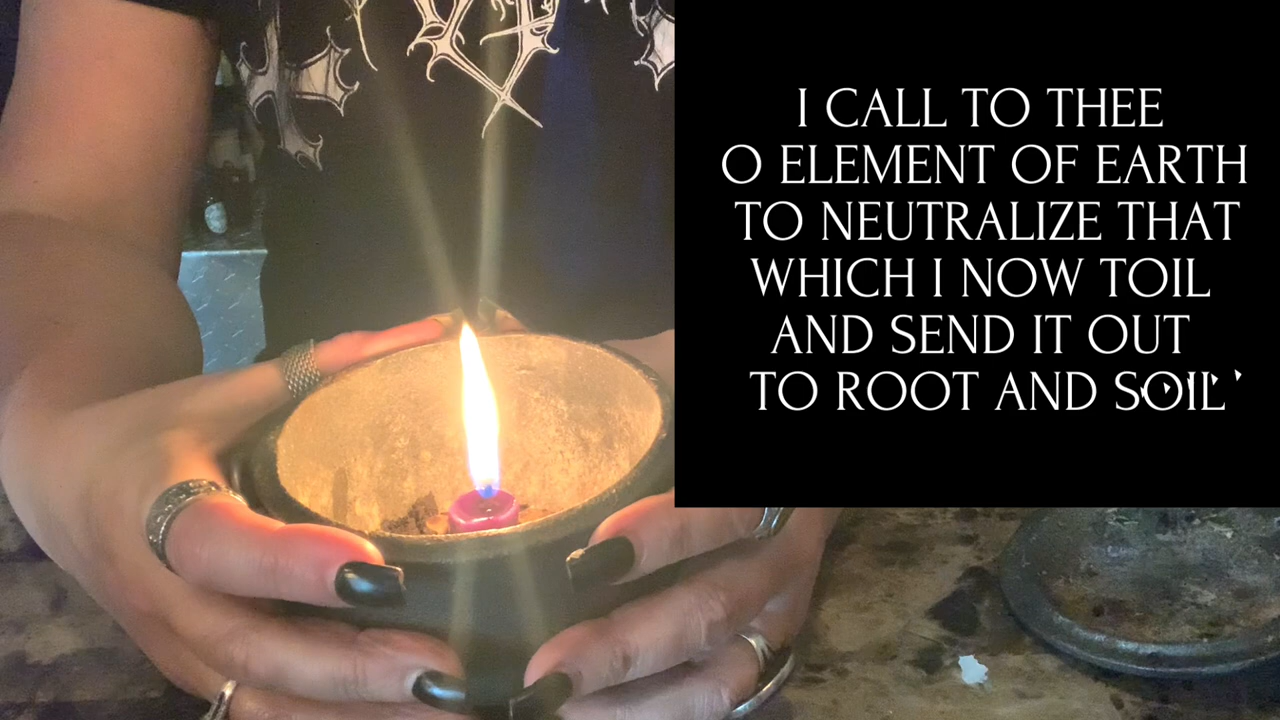 I CALL TO THEE
O ELEMENT OF EARTH
TO NEUTRALIZE THAT
WHICH I NOW TOIL
AND SEND IT OUT
TO ROOT AND SOIL